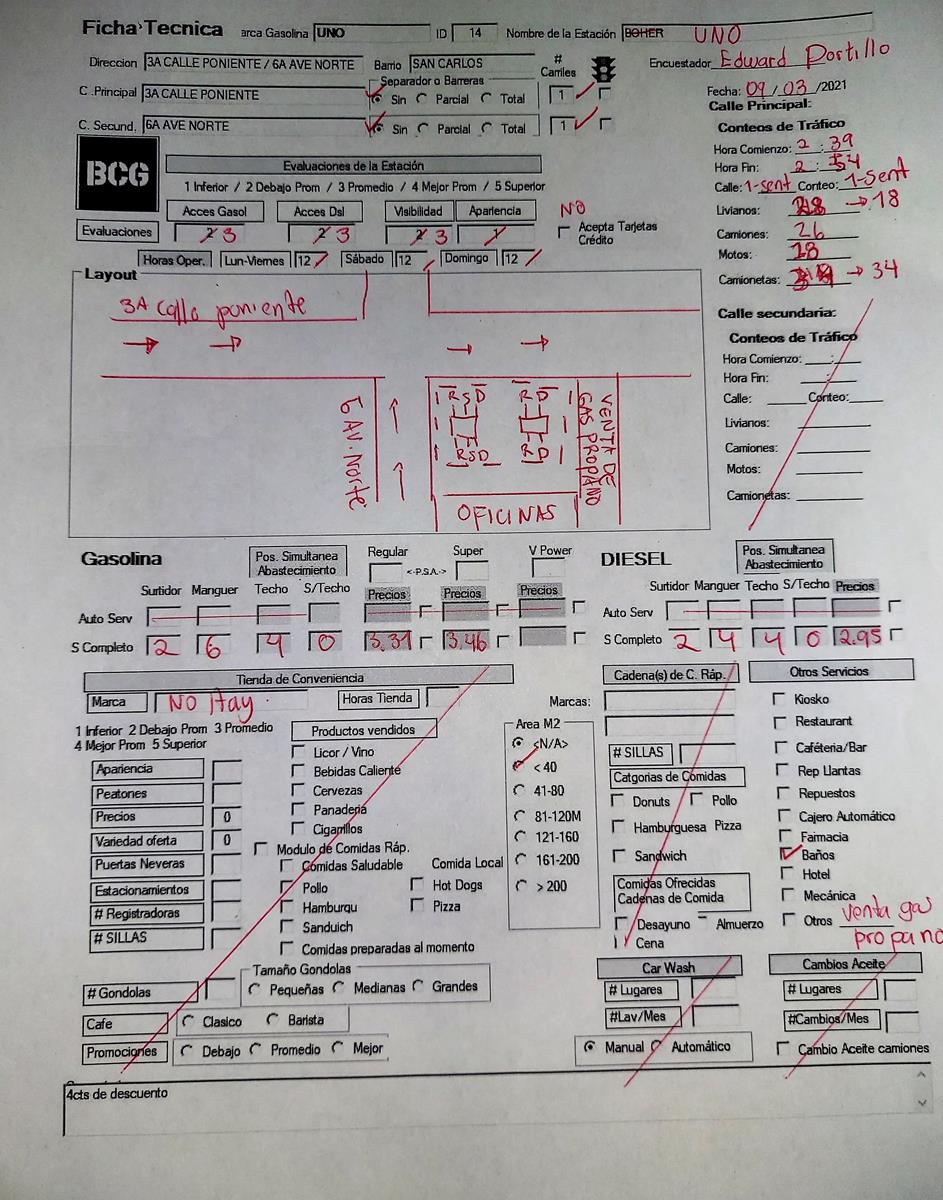 Ficha Tecnica arca Gasolina UNO ID 14 Nombre de la Estación BOHER UNO
Direccion 3A CALLE PONIENTE / 6A AVE NORTE Barrio SAN CARLOS # Carriles Encuestador Edward Portillo
C .Principal 3A CALLE PONIENTE Separador o Barreras Sin Parcial Total 1
C. Secund. 6A AVE NORTE Sin Parcial Total 1
Fecha: 09/03/2021
Calle Principal:
Conteos de Tráfico
Hora Comienzo: 2 : 39
Hora Fin: 2 : 54
Calle: 1-sent Conteo: 1-sent
Livianos: → 18
Camiones: 26
Motos: 18
Camionetas: → 34
Calle secundaria:
Conteos de Tráfico
Hora Comienzo: __:__
Hora Fin: __:__
Calle: Conteo:
Livianos:
Camiones:
Motos:
Camionetas:
BCG
Evaluaciones de la Estación
1 Inferior / 2 Debajo Prom / 3 Promedio / 4 Mejor Prom / 5 Superior
Acces Gasol Acces Dsl Visibilidad Apariencia NO
Evaluaciones 2 3 2 3 2 3 1 Acepta Tarjetas Crédito
Horas Oper. Lun-Viernes 12 Sábado 12 Domingo 12
Layout
3A Calle poniente
→ → → →
6 AV. Norte
RSD RD
RSD RD
VENTA DE GAS PROPANO
OFICINAS
Gasolina Pos. Simultanea Abastecimiento Regular <-P.S.A.-> Super V Power
Surtidor Manguer Techo S/Techo Precios Precios Precios
Auto Serv
S Completo 2 6 4 0 3.31 3.46
DIESEL Pos. Simultanea Abastecimiento
Surtidor Manguer Techo S/Techo Precios
Auto Serv
S Completo 2 4 4 0 2.95
Tienda de Conveniencia
Marca NO Hay Horas Tienda
1 Inferior 2 Debajo Prom 3 Promedio
4 Mejor Prom 5 Superior
Apariencia
Peatones
Precios 0
Variedad oferta 0
Puertas Neveras
Estacionamientos
# Registradoras
# SILLAS
Productos vendidos
Licor / Vino
Bebidas Caliente
Cervezas
Panaderia
Cigarrillos
Modulo de Comidas Ráp.
Comidas Saludable Comida Local
Pollo Hot Dogs
Hamburqu Pizza
Sanduich
Comidas preparadas al momento
Area M2
<N/A>
< 40
41-80
81-120M
121-160
161-200
> 200
# Gondolas Tamaño Gondolas Pequeñas Medianas Grandes
Cafe Clasico Barista
Promociones Debajo Promedio Mejor
Cadena(s) de C. Ráp.
Marcas:
# SILLAS
Catgorias de Comidas
Donuts Pollo
Hamburguesa Pizza
Sandwich
Comidas Ofrecidas
Cadenas de Comida
Desayuno Almuerzo
Cena
Otros Servicios
Kiosko
Restaurant
Caféteria/Bar
Rep Llantas
Repuestos
Cajero Automático
Farmacia
Baños
Hotel
Mecánica
Otros venta gas propano
Car Wash
# Lugares
#Lav/Mes
Manual Automático
Cambios Aceite
# Lugares
#Cambios/Mes
Cambio Aceite camiones
4cts de descuento